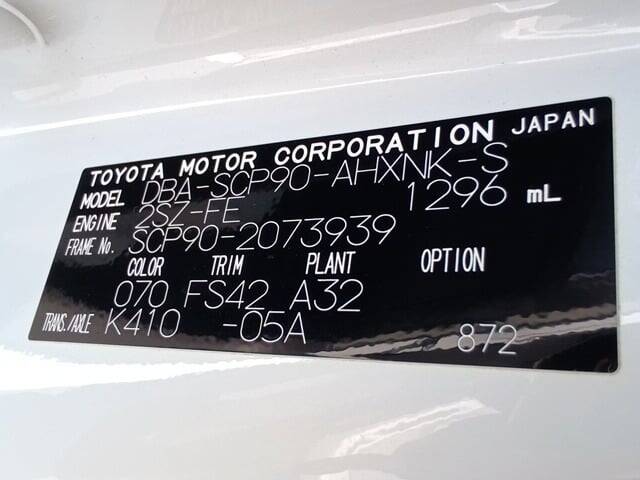 TOYOTA MOTOR CORPORATION JAPAN
MODEL DBA-SCP90-AHXNK-S
ENGINE 2SZ-FE 1296 mL
FRAME No. SCP90-2073939
COLOR TRIM PLANT OPTION
070 FS42 A32
TRANS./AXLE K410 -05A 872